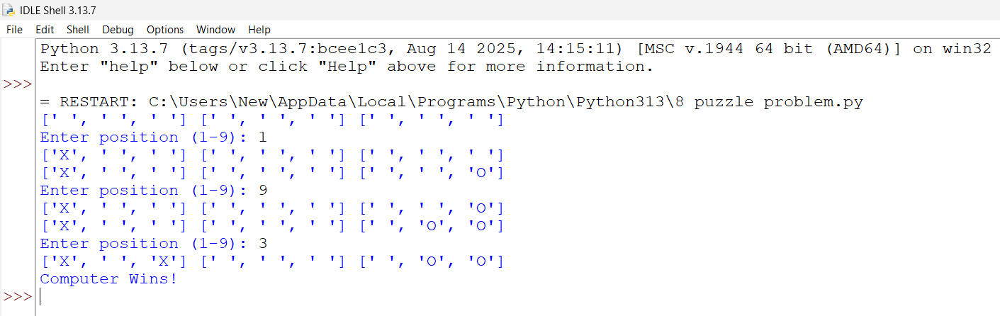 IDLE Shell 3.13.7
File Edit Shell Debug Options Window Help
Python 3.13.7 (tags/v3.13.7:bcee1c3, Aug 14 2025, 14:15:11) [MSC v.1944 64 bit (AMD64)] on win32
Enter "help" below or click "Help" above for more information.
>>>
= RESTART: C:\Users\New\AppData\Local\Programs\Python\Python313\8 puzzle problem.py
[' ', ' ', ' '] [' ', ' ', ' '] [' ', ' ', ' ']
Enter position (1-9): 1
['X', ' ', ' '] [' ', ' ', ' '] [' ', ' ', ' ']
['X', ' ', ' '] [' ', ' ', ' '] [' ', ' ', 'O']
Enter position (1-9): 9
['X', ' ', ' '] [' ', ' ', ' '] [' ', ' ', 'O']
['X', ' ', ' '] [' ', ' ', ' '] [' ', 'O', 'O']
Enter position (1-9): 3
['X', ' ', 'X'] [' ', ' ', ' '] [' ', 'O', 'O']
Computer Wins!
>>>